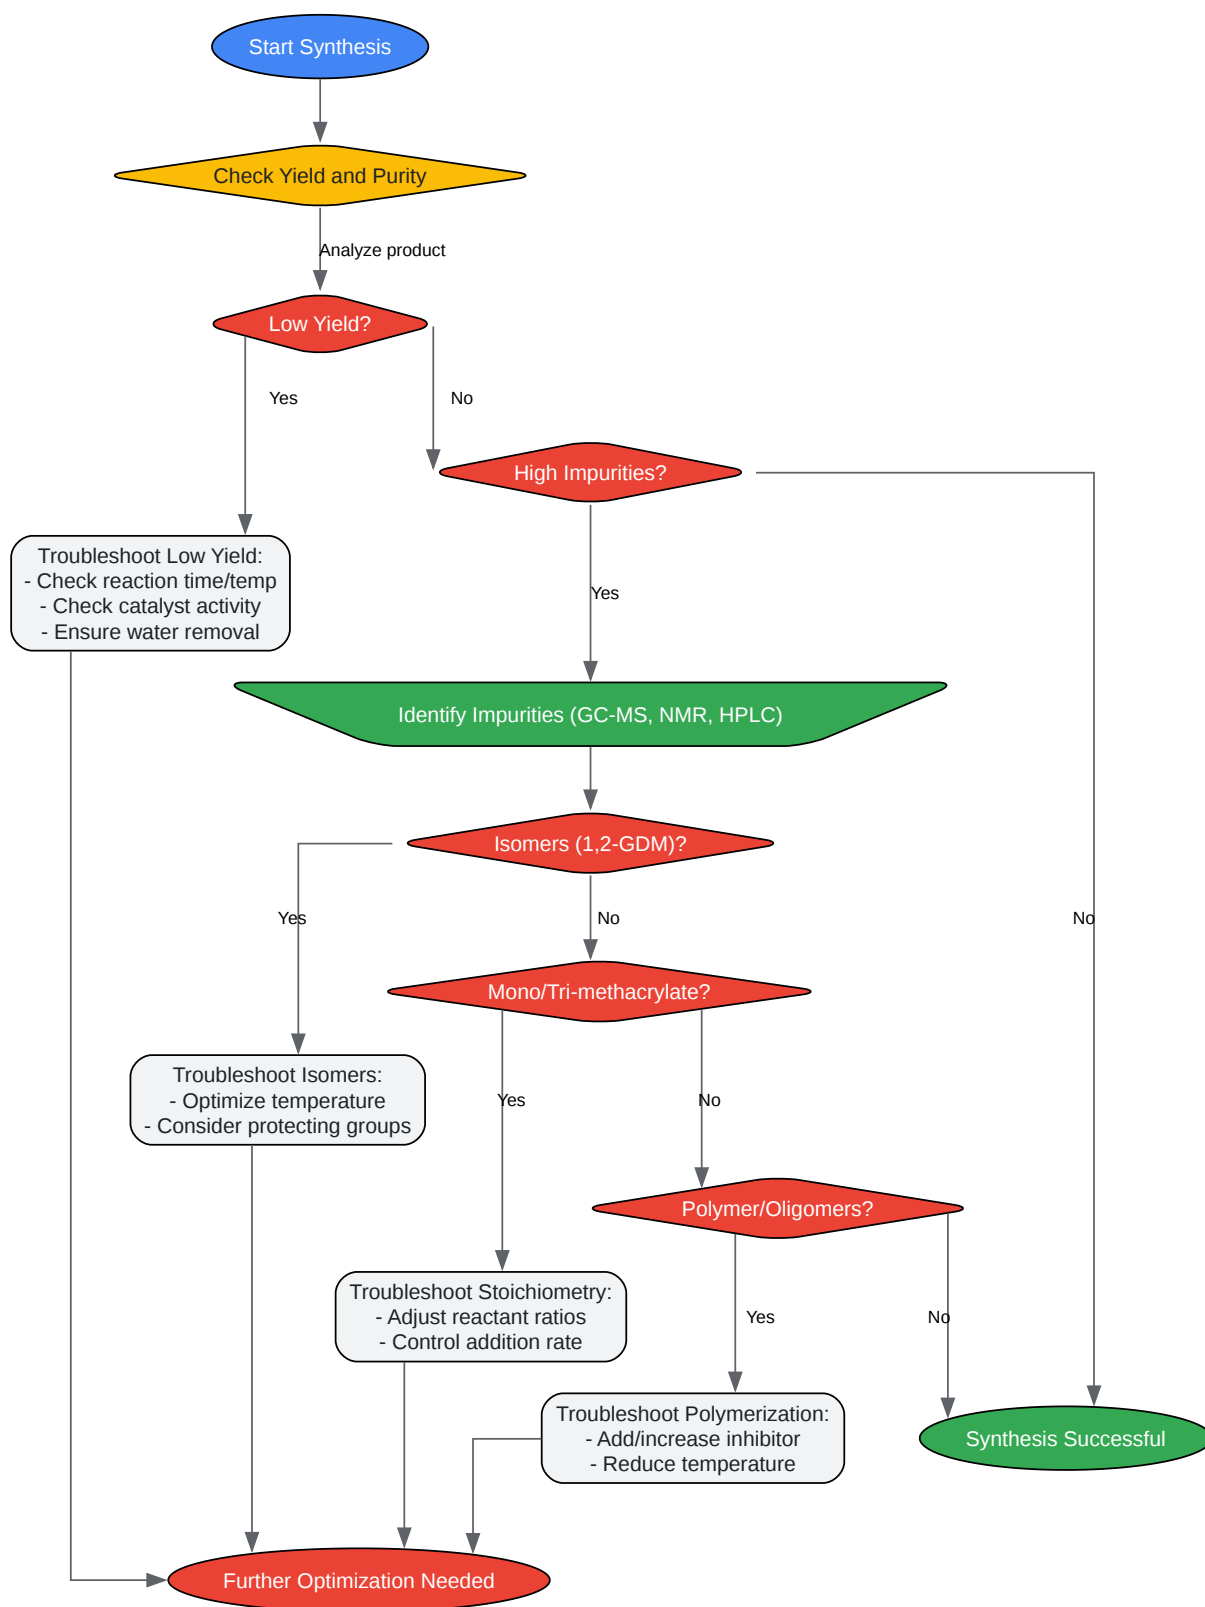 Start Synthesis
Check Yield and Purity
Analyze product
Low Yield?
Yes
No
High Impurities?
Troubleshoot Low Yield:
- Check reaction time/temp
- Check catalyst activity
- Ensure water removal
Yes
Identify Impurities (GC-MS, NMR, HPLC)
Isomers (1,2-GDM)?
Yes
No
No
Mono/Tri-methacrylate?
Troubleshoot Isomers:
- Optimize temperature
- Consider protecting groups
Yes
No
Polymer/Oligomers?
Troubleshoot Stoichiometry:
- Adjust reactant ratios
- Control addition rate
Yes
No
Troubleshoot Polymerization:
- Add/increase inhibitor
- Reduce temperature
Synthesis Successful
Further Optimization Needed